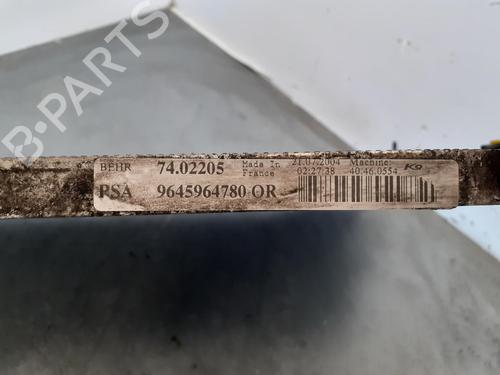 B-PARTS
BEHR 74.02205 Made In France 21.07.2004 Machine:
02:27:38 40.46.0554
PSA 9645964780 OR